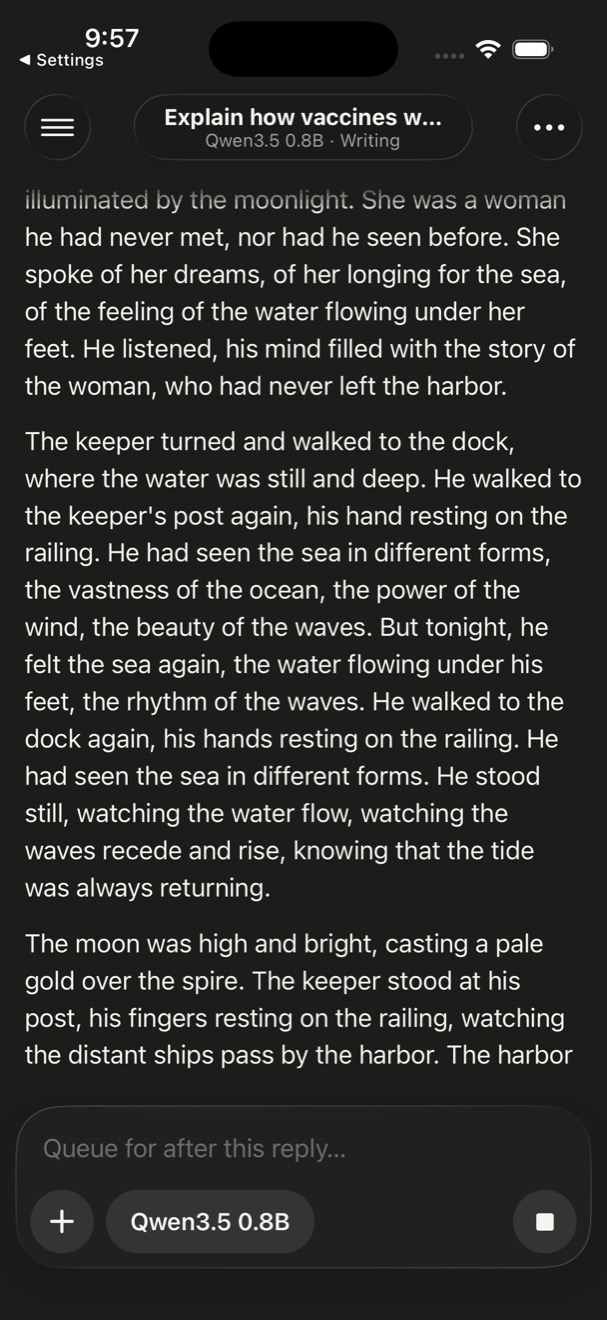 9:57
◀ Settings
Explain how vaccines w...
Qwen3.5 0.8B · Writing
illuminated by the moonlight. She was a woman
he had never met, nor had he seen before. She
spoke of her dreams, of her longing for the sea,
of the feeling of the water flowing under her
feet. He listened, his mind filled with the story of
the woman, who had never left the harbor.
The keeper turned and walked to the dock,
where the water was still and deep. He walked to
the keeper's post again, his hand resting on the
railing. He had seen the sea in different forms,
the vastness of the ocean, the power of the
wind, the beauty of the waves. But tonight, he
felt the sea again, the water flowing under his
feet, the rhythm of the waves. He walked to the
dock again, his hands resting on the railing. He
had seen the sea in different forms. He stood
still, watching the water flow, watching the
waves recede and rise, knowing that the tide
was always returning.
The moon was high and bright, casting a pale
gold over the spire. The keeper stood at his
post, his fingers resting on the railing, watching
the distant ships pass by the harbor. The harbor
Queue for after this reply...
Qwen3.5 0.8B